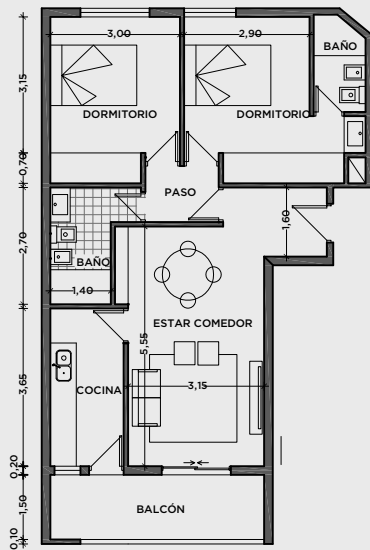 3,00
2,90
BAÑO
3,15
DORMITORIO
DORMITORIO
0,70
PASO
1,60
2,70
BAÑO
1,40
ESTAR COMEDOR
5,55
3,65
COCINA
3,15
0,20
1,50
BALCÓN
0,10